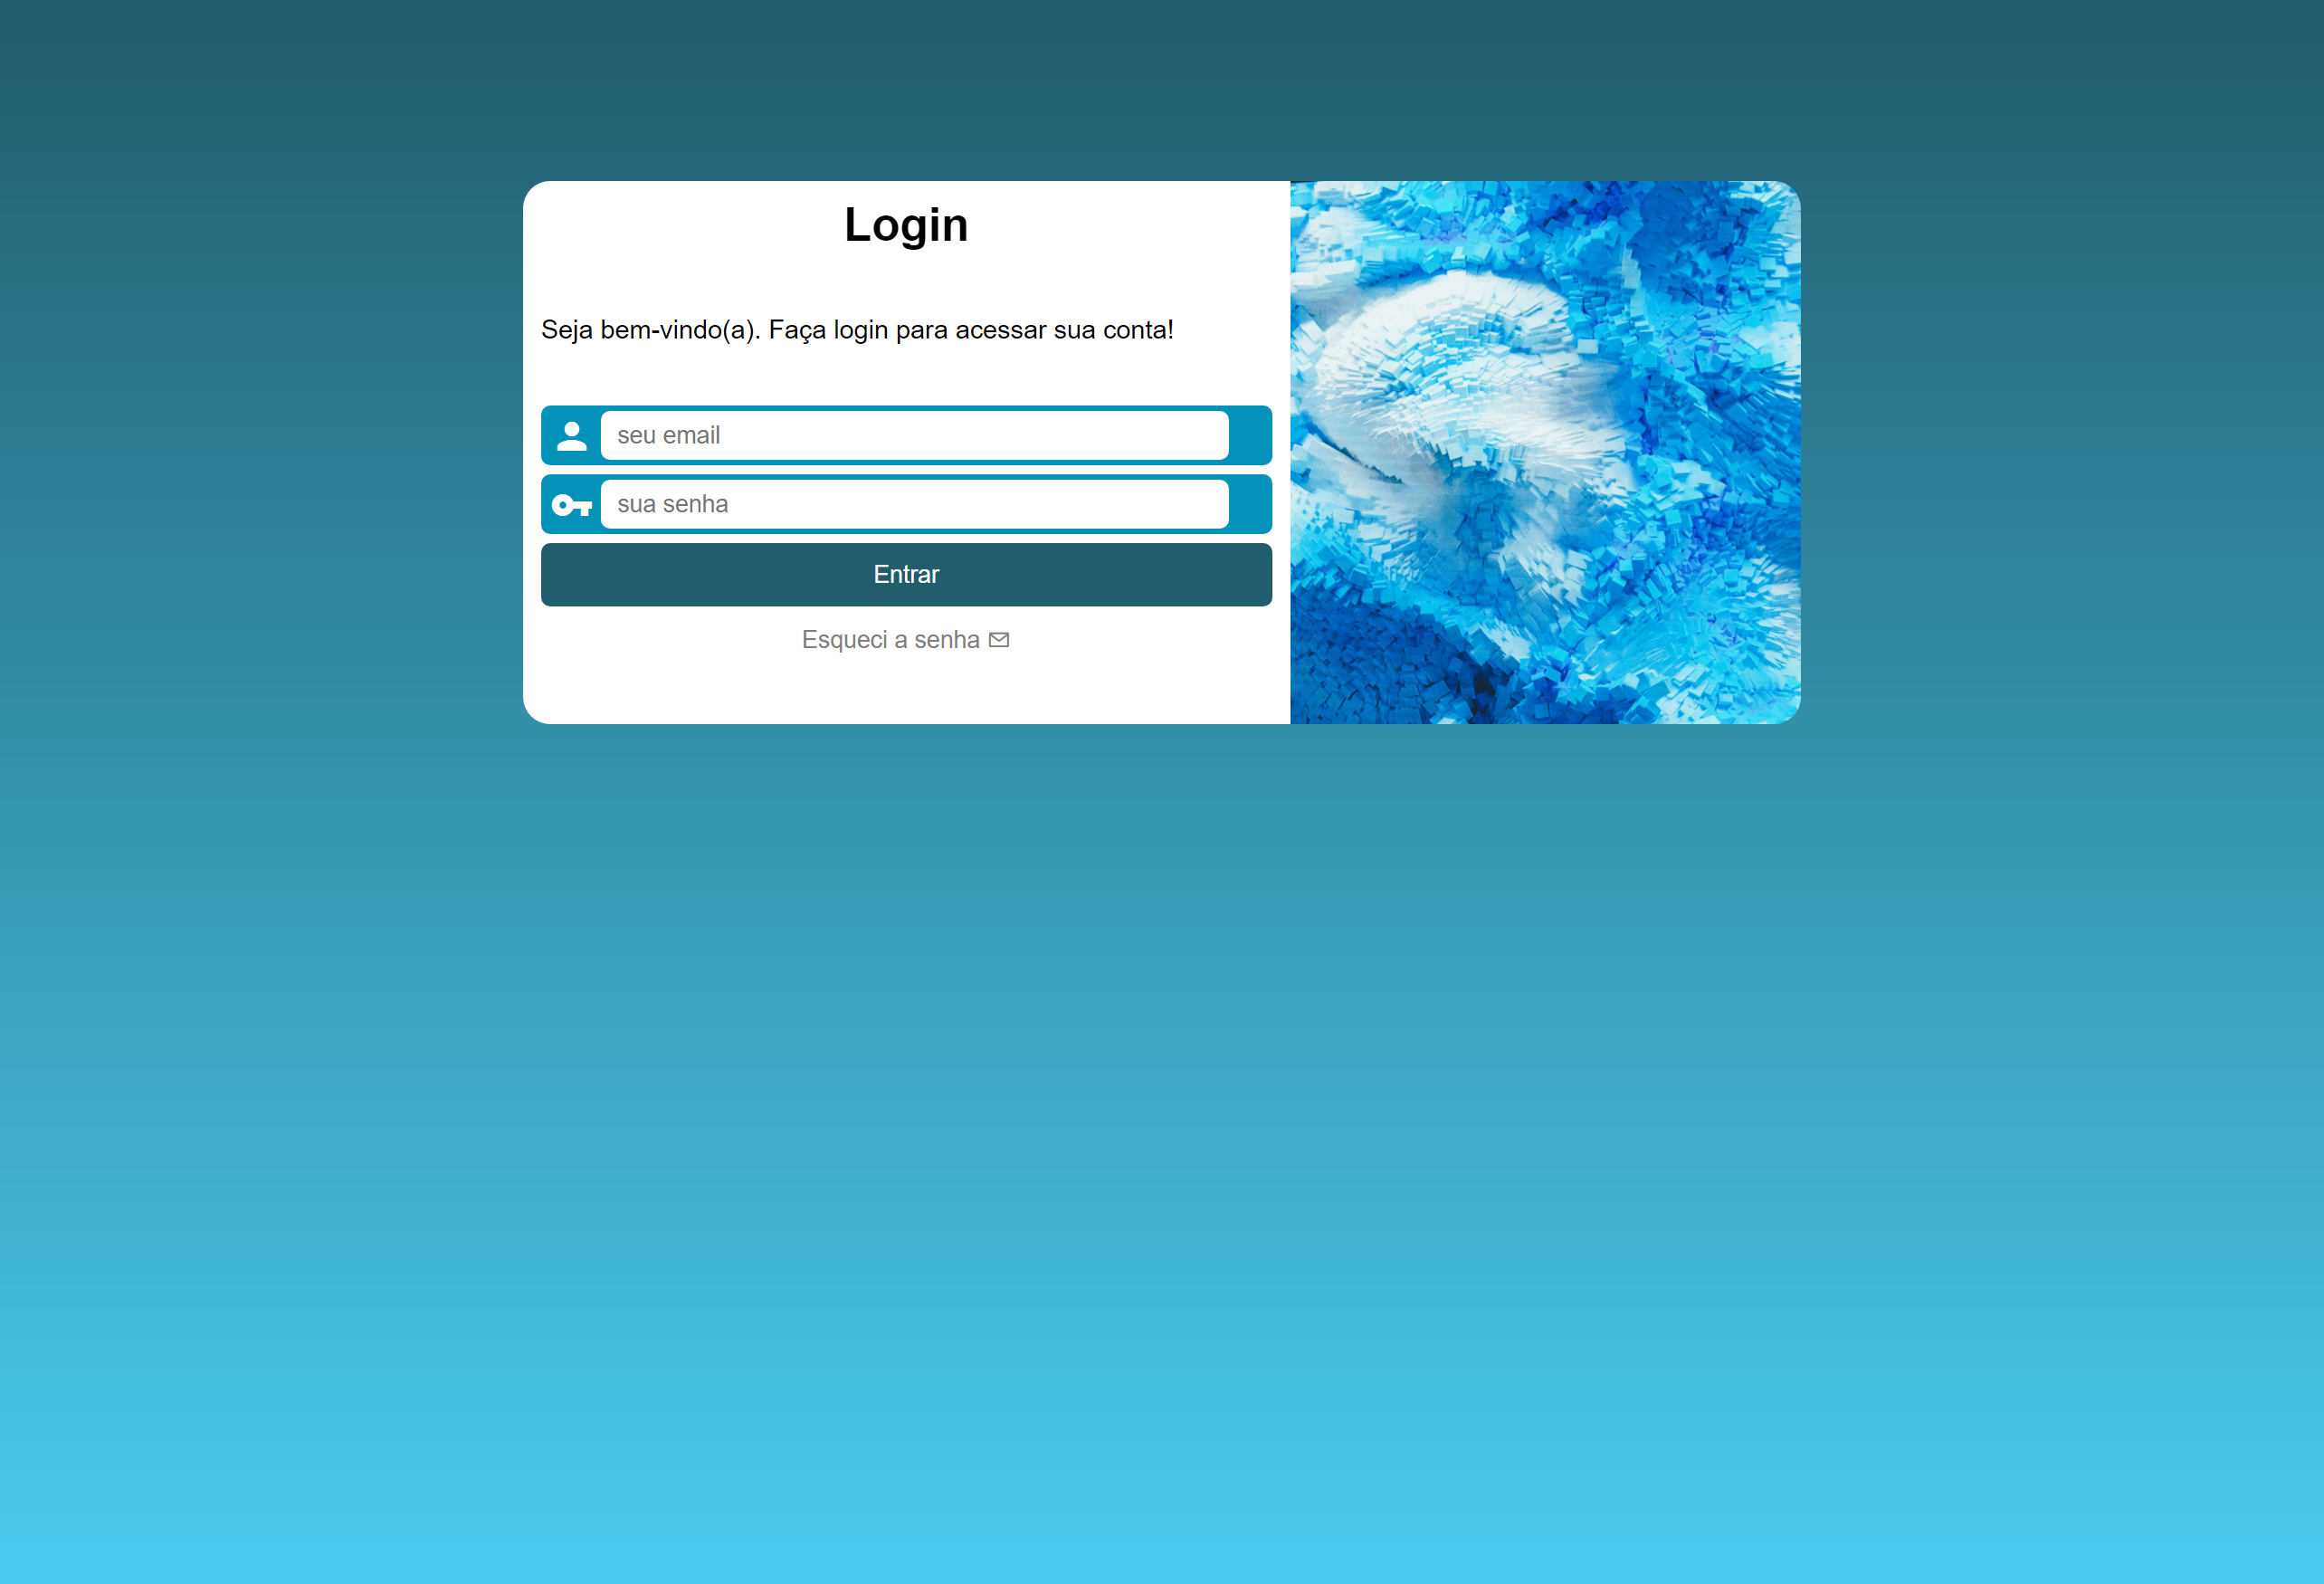 Login
Seja bem-vindo(a). Faça login para acessar sua conta!
seu email
sua senha
Entrar
Esqueci a senha